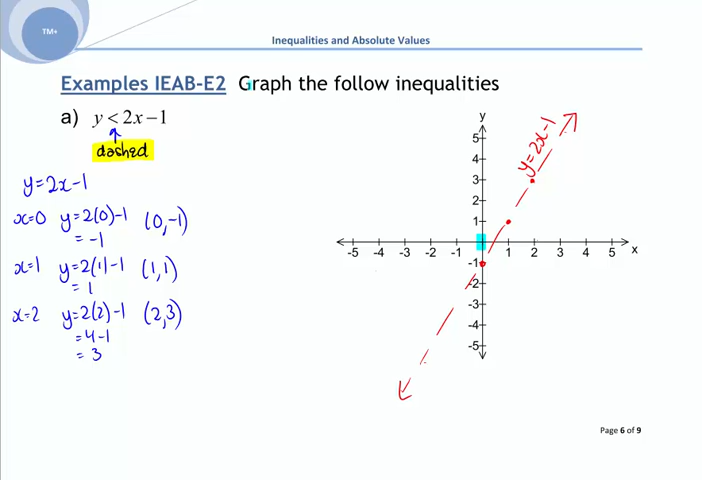 TM+
Inequalities and Absolute Values
Examples IEAB-E2 Graph the follow inequalities
a) y < 2x − 1
dashed
y=2x-1
x=0 y=2(0)-1 (0,-1)
= -1
x=1 y=2(1)-1 (1,1)
= 1
x=2 y=2(2)-1 (2,3)
= 4-1
= 3
y
5
4
3
2
1
-5 -4 -3 -2 -1 1 2 3 4 5 x
-1
-2
-3
-4
-5
y=2x-1
Page 6 of 9